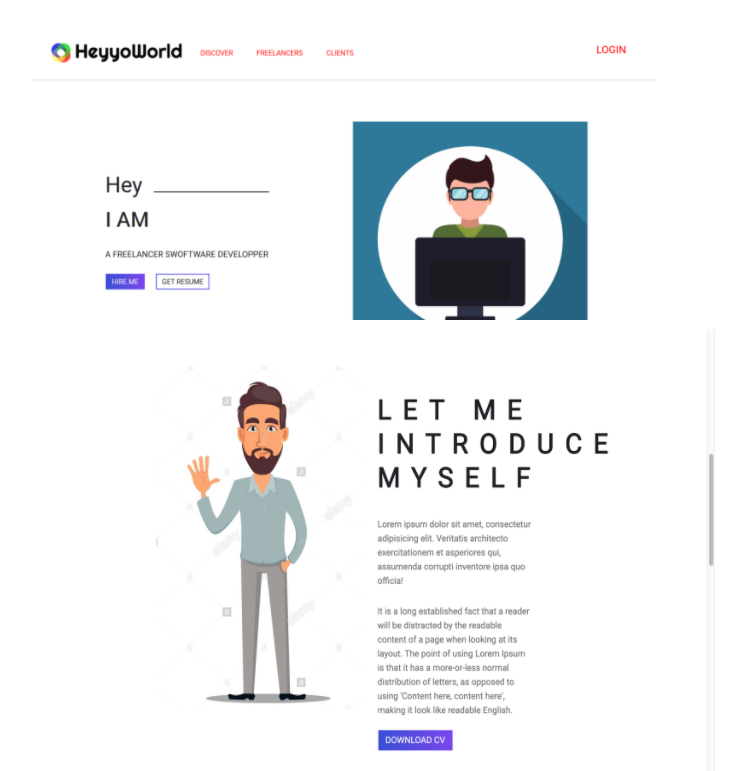 HeyyoWorld DISCOVER FREELANCERS CLIENTS LOGIN
Hey
I AM
A FREELANCER SWOFTWARE DEVELOPPER
HIRE ME GET RESUME
LET ME
INTRODUCE
MYSELF
Lorem ipsum dolor sit amet, consectetur
adipisicing elit. Veritatis architecto
exercitationem et asperiores qui,
assumenda corrupti inventore ipsa quo
officia!
It is a long established fact that a reader
will be distracted by the readable
content of a page when looking at its
layout. The point of using Lorem Ipsum
is that it has a more-or-less normal
distribution of letters, as opposed to
using 'Content here, content here',
making it look like readable English.
DOWNLOAD CV